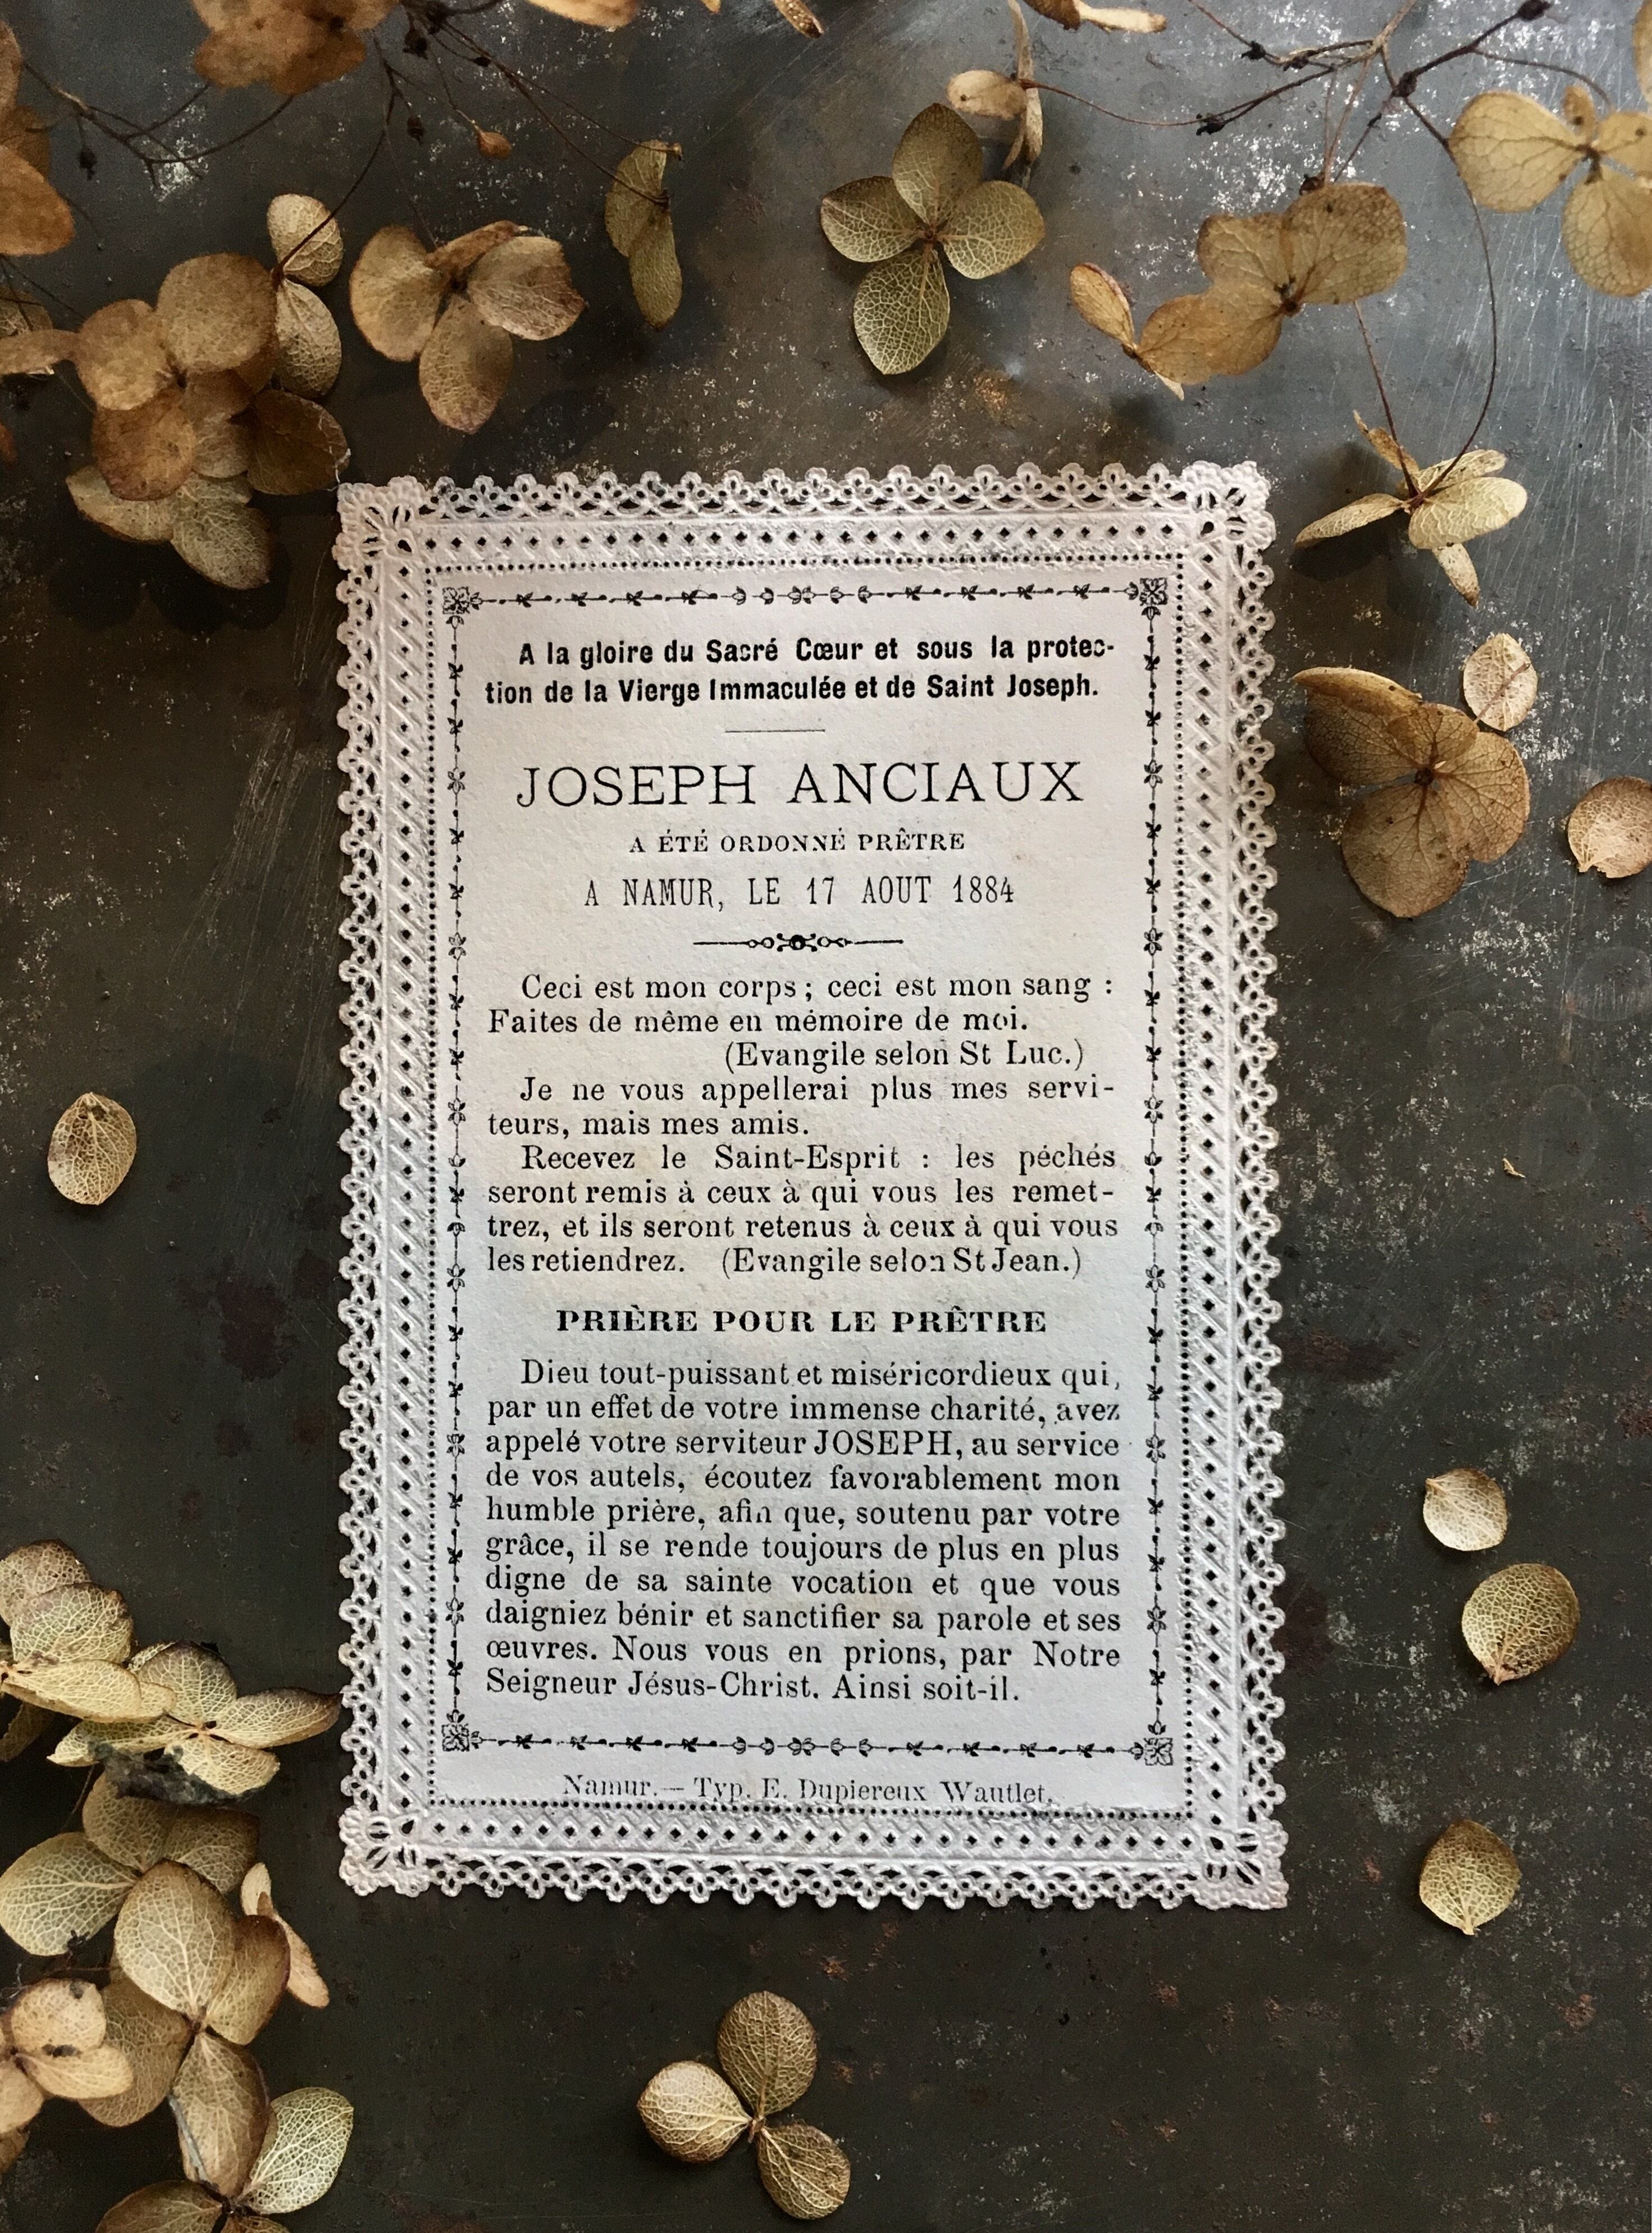 A la gloire du Sacré Cœur et sous la protec-
tion de la Vierge Immaculée et de Saint Joseph.
JOSEPH ANCIAUX
A ÉTÉ ORDONNÉ PRÊTRE
A NAMUR, LE 17 AOUT 1884
Ceci est mon corps ; ceci est mon sang :
Faites de même en mémoire de moi.
(Evangile selon St Luc.)
Je ne vous appellerai plus mes servi-
teurs, mais mes amis.
Recevez le Saint-Esprit : les péchés
seront remis à ceux à qui vous les remet-
trez, et ils seront retenus à ceux à qui vous
les retiendrez. (Evangile selon St Jean.)
PRIÈRE POUR LE PRÊTRE
Dieu tout-puissant et miséricordieux qui,
par un effet de votre immense charité, avez
appelé votre serviteur JOSEPH, au service
de vos autels, écoutez favorablement mon
humble prière, afin que, soutenu par votre
grâce, il se rende toujours de plus en plus
digne de sa sainte vocation et que vous
daigniez bénir et sanctifier sa parole et ses
œuvres. Nous vous en prions, par Notre
Seigneur Jésus-Christ. Ainsi soit-il.
Namur. — Typ. E. Dupiereux Wautlet.